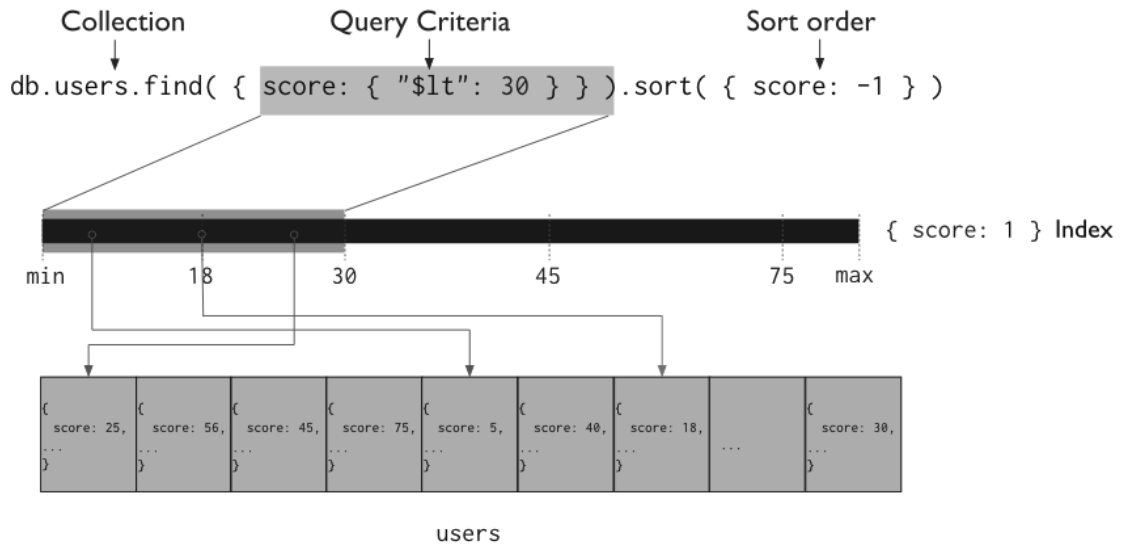 Collection Query Criteria Sort order
db.users.find( { score: { "$lt": 30 } } ).sort( { score: -1 } )
{ score: 1 } Index
min 18 30 45 75 max
{ { { { { { { {
score: 25, score: 56, score: 45, score: 75, score: 5, score: 40, score: 18, score: 30,
... ... ... ... ... ... ... ... ...
} } } } } } } }
users